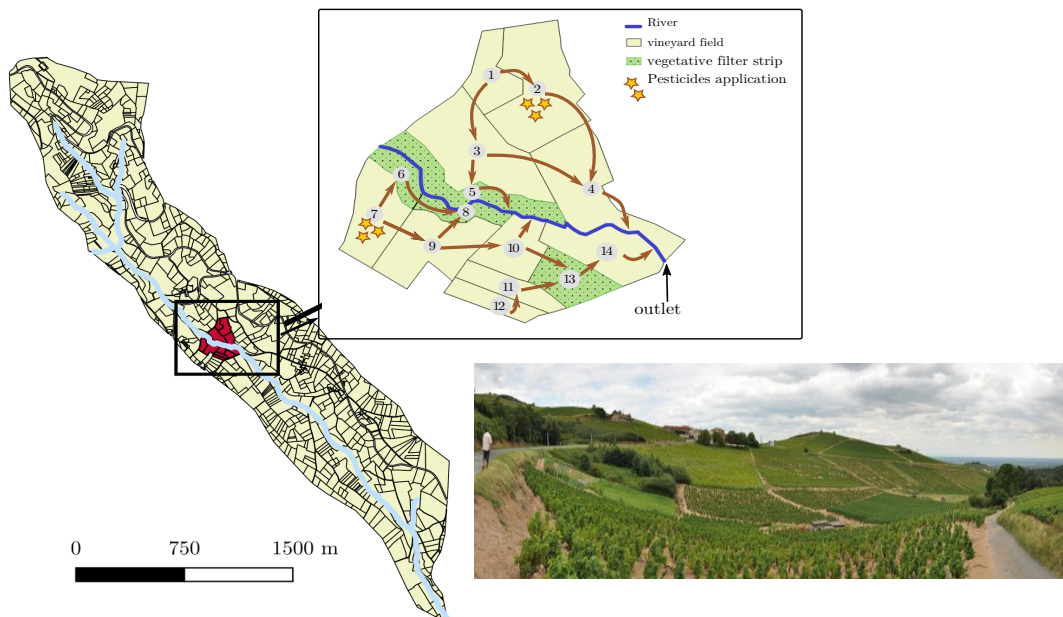 River
vineyard field
vegetative filter strip
Pesticides application
1
2
3
4
5
6
7
8
9
10
14
13
11
12
outlet
0 750 1500 m